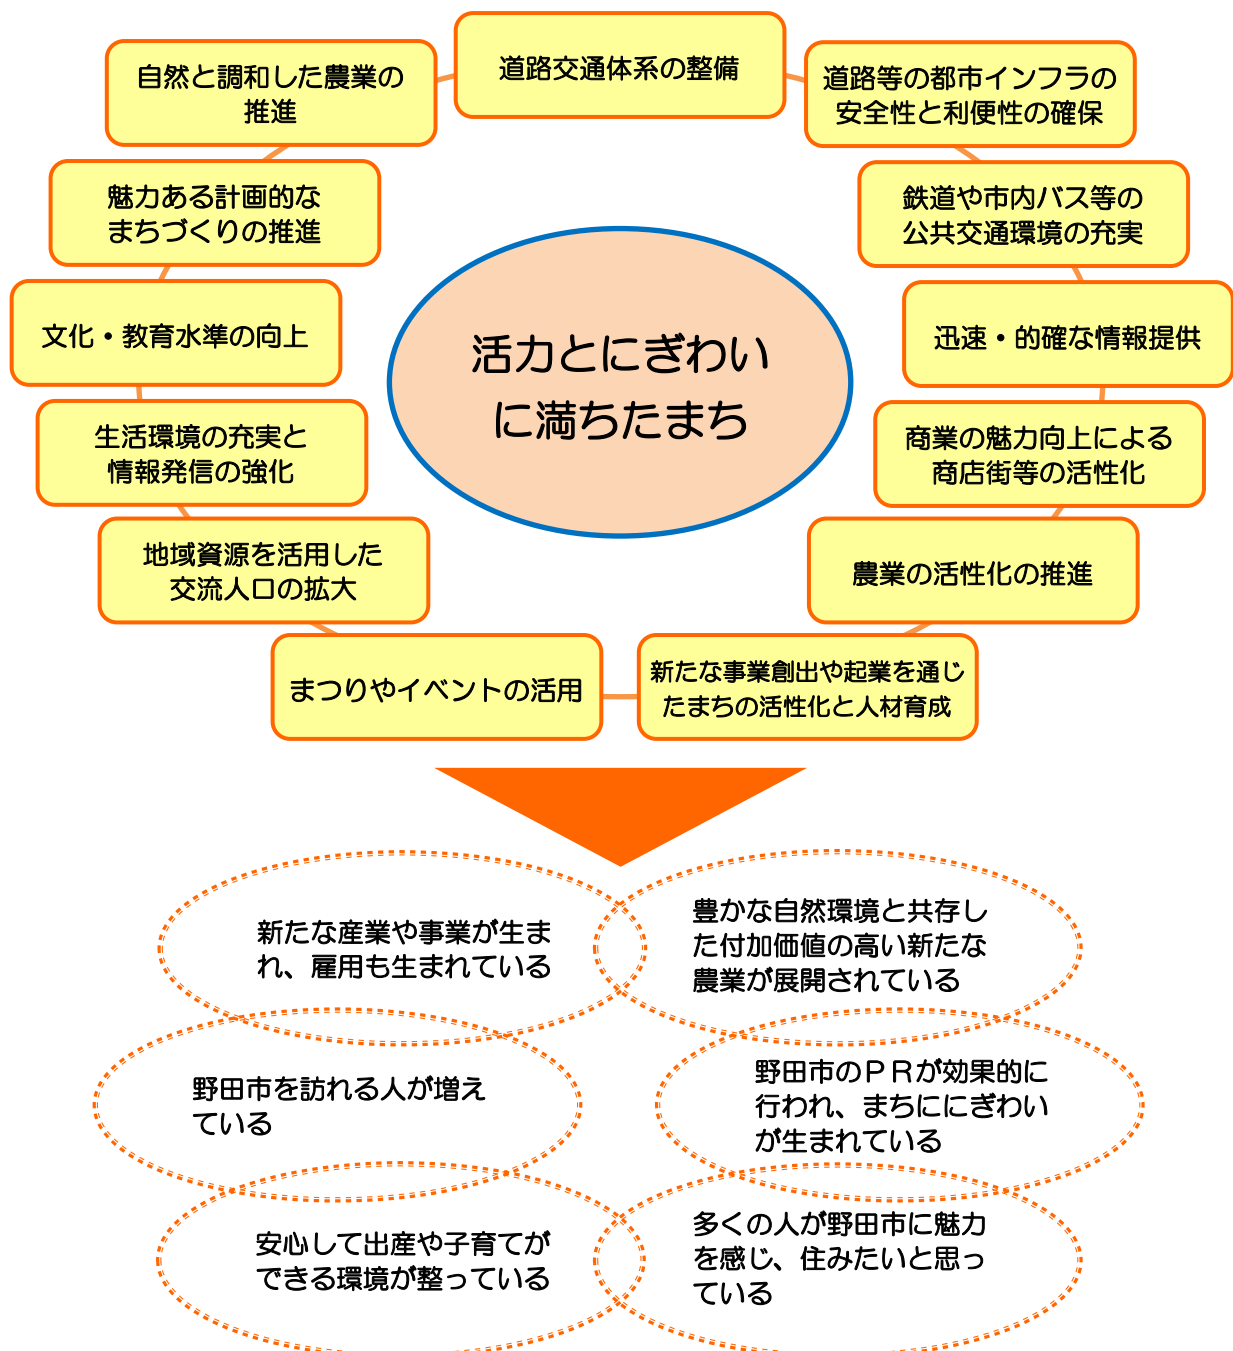 道路交通体系の整備
道路等の都市インフラの
安全性と利便性の確保
鉄道や市内バス等の
公共交通環境の充実
迅速・的確な情報提供
商業の魅力向上による
商店街等の活性化
農業の活性化の推進
新たな事業創出や起業を通じ
たまちの活性化と人材育成
まつりやイベントの活用
地域資源を活用した
交流人口の拡大
生活環境の充実と
情報発信の強化
文化・教育水準の向上
魅力ある計画的な
まちづくりの推進
自然と調和した農業の
推進
活力とにぎわい
に満ちたまち
新たな産業や事業が生ま
れ、雇用も生まれている
豊かな自然環境と共存し
た付加価値の高い新たな
農業が展開されている
野田市を訪れる人が増え
ている
野田市のＰＲが効果的に
行われ、まちににぎわい
が生まれている
安心して出産や子育てが
できる環境が整っている
多くの人が野田市に魅力
を感じ、住みたいと思っ
ている